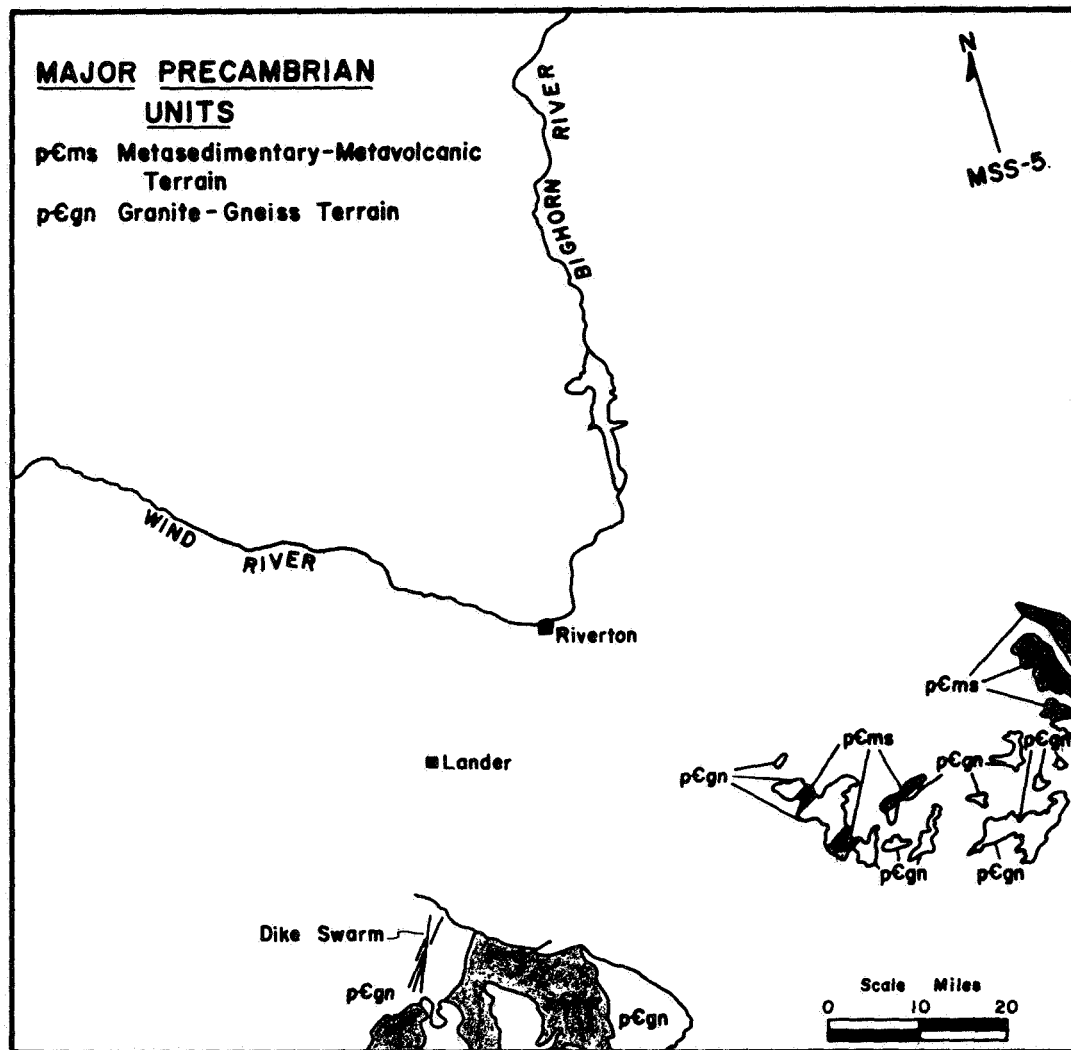 MAJOR PRECAMBRIAN
UNITS
p€ms Metasedimentary-Metavolcanic
Terrain
p€gn Granite-Gneiss Terrain
BIGHORN RIVER
N
MSS-5.
WIND RIVER
Riverton
p€ms
Lander
p€ms
p€gn
p€gn
p€gn
p€gn
p€gn
Dike Swarm
p€gn
p€gn
Scale Miles
0 10 20